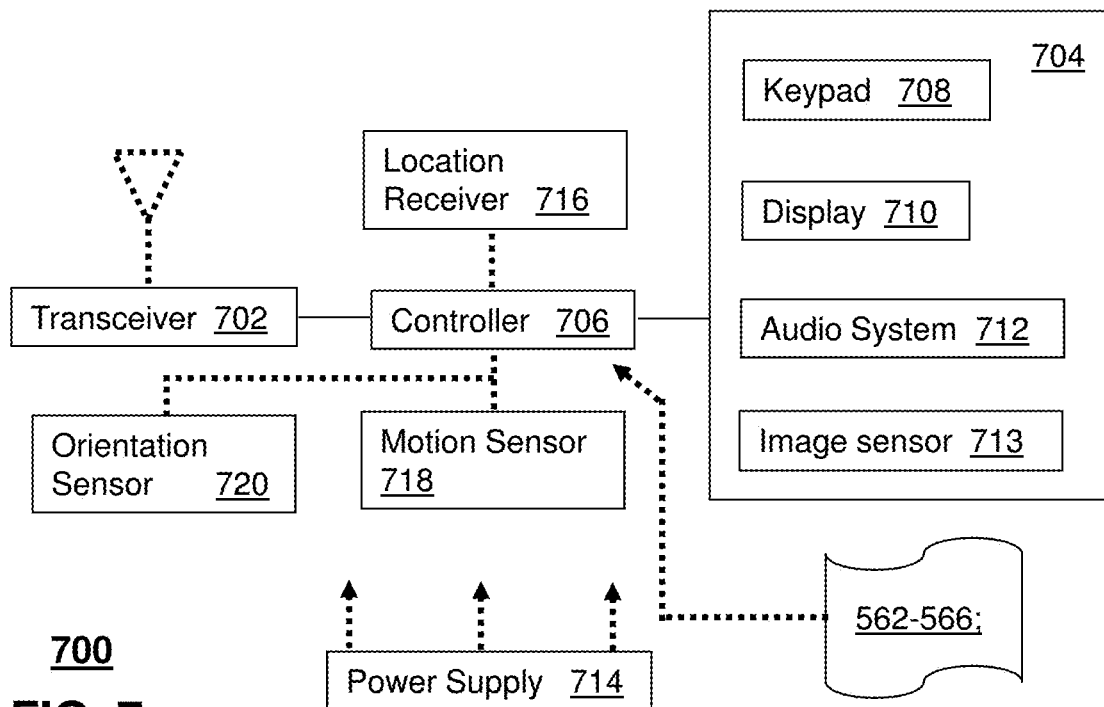 704
Keypad 708
Location
Receiver 716
Display 710
Transceiver 702
Controller 706
Audio System 712
Orientation
Sensor 720
Motion Sensor
718
Image sensor 713
562-566;
700
Power Supply 714